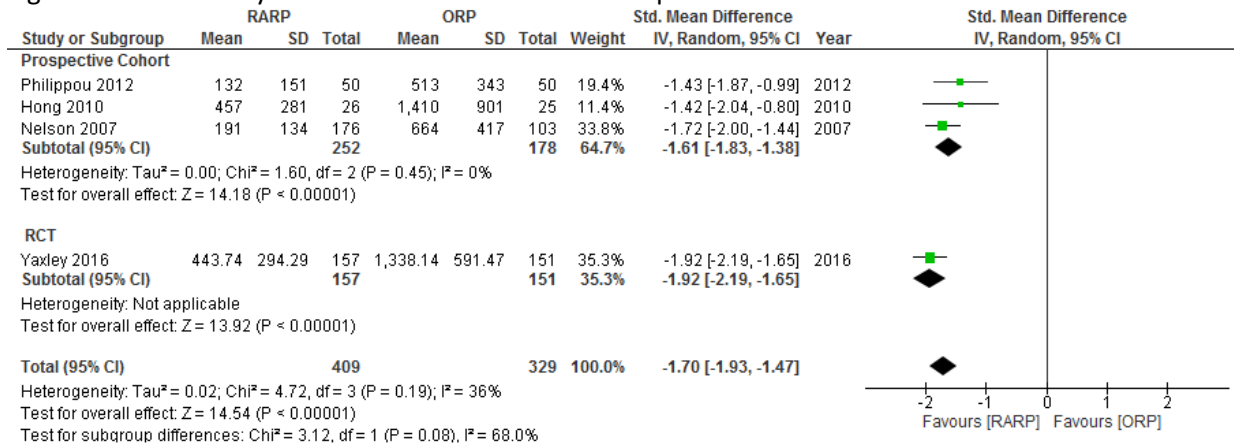 RARP ORP Std. Mean Difference Std. Mean Difference
Study or Subgroup Mean SD Total Mean SD Total Weight IV, Random, 95% CI Year IV, Random, 95% CI
Prospective Cohort
Philippou 2012 132 151 50 513 343 50 19.4% -1.43 [-1.87, -0.99] 2012
Hong 2010 457 281 26 1,410 901 25 11.4% -1.42 [-2.04, -0.80] 2010
Nelson 2007 191 134 176 664 417 103 33.8% -1.72 [-2.00, -1.44] 2007
Subtotal (95% CI) 252 178 64.7% -1.61 [-1.83, -1.38]
Heterogeneity: Tau² = 0.00; Chi² = 1.60, df = 2 (P = 0.45); I² = 0%
Test for overall effect: Z = 14.18 (P < 0.00001)
RCT
Yaxley 2016 443.74 294.29 157 1,338.14 591.47 151 35.3% -1.92 [-2.19, -1.65] 2016
Subtotal (95% CI) 157 151 35.3% -1.92 [-2.19, -1.65]
Heterogeneity: Not applicable
Test for overall effect: Z = 13.92 (P < 0.00001)
Total (95% CI) 409 329 100.0% -1.70 [-1.93, -1.47]
Heterogeneity: Tau² = 0.02; Chi² = 4.72, df = 3 (P = 0.19); I² = 36%
Test for overall effect: Z = 14.54 (P < 0.00001)
Test for subgroup differences: Chi² = 3.12, df = 1 (P = 0.08), I² = 68.0%
-2 -1 0 1 2
Favours [RARP] Favours [ORP]